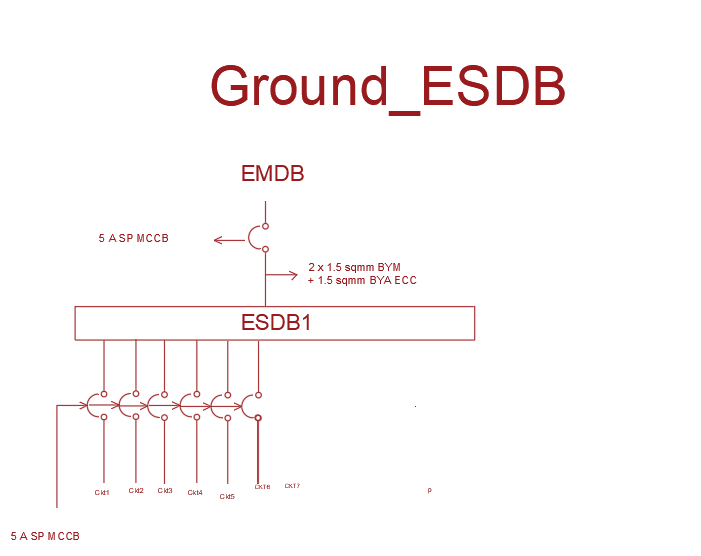 Ground_ESDB
EMDB
5 A SP MCCB
2 x 1.5 sqmm BYM
+ 1.5 sqmm BYA ECC
ESDB1
Ckt1 Ckt2 Ckt3 Ckt4 Ckt5 CKT6 CKT7 p
5 A SP MCCB